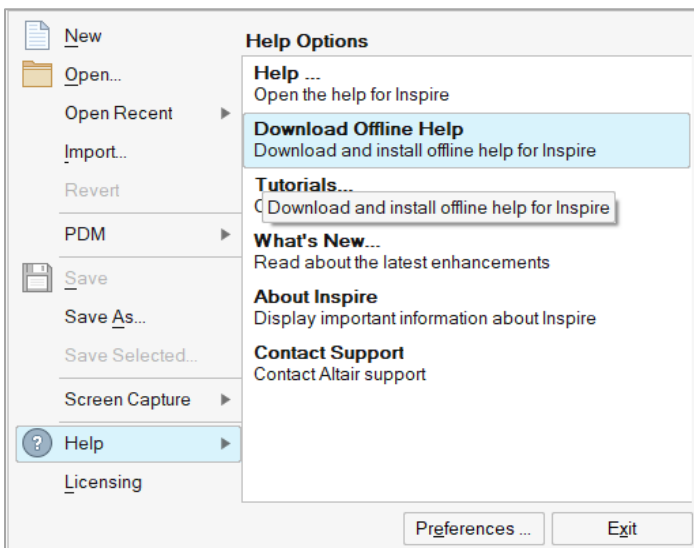 New
Open...
Open Recent
Import...
Revert
PDM
Save
Save As...
Save Selected...
Screen Capture
Help
Licensing
Help Options
Help ...
Open the help for Inspire
Download Offline Help
Download and install offline help for Inspire
Tutorials...
Download and install offline help for Inspire
What's New...
Read about the latest enhancements
About Inspire
Display important information about Inspire
Contact Support
Contact Altair support
Preferences ...
Exit